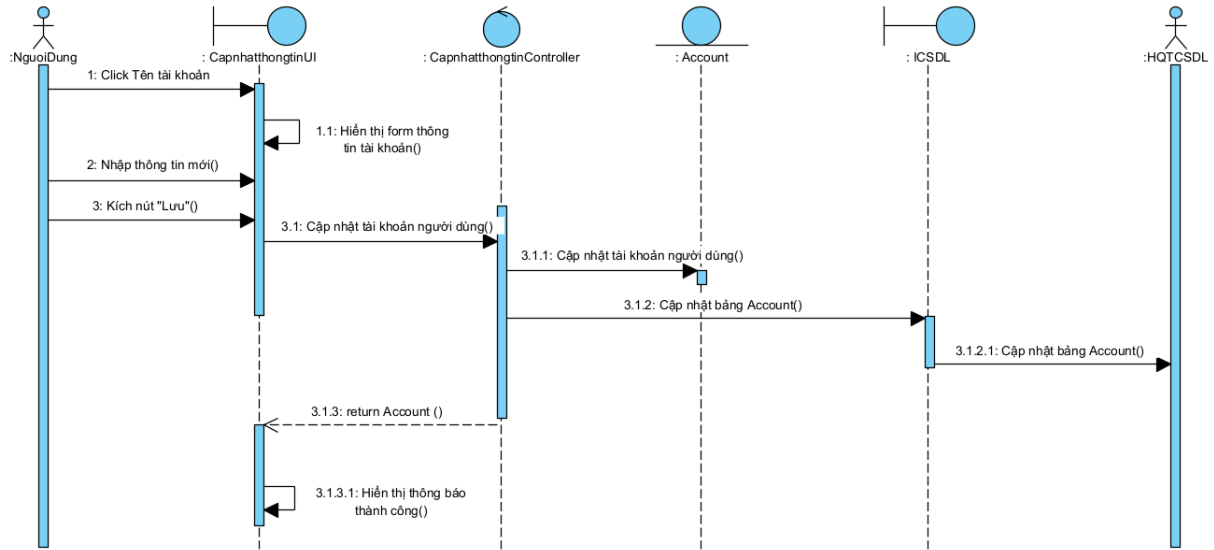 :NguoiDung
: CapnhatthongtinUI
: CapnhatthongtinController
: Account
: ICSDL
:HQTCSDL
1: Click Tên tài khoản
1.1: Hiển thị form thông
tin tài khoản()
2: Nhập thông tin mới()
3: Kích nút "Lưu"()
3.1: Cập nhật tài khoản người dùng()
3.1.1: Cập nhật tài khoản người dùng()
3.1.2: Cập nhật bảng Account()
3.1.2.1: Cập nhật bảng Account()
3.1.3: return Account ()
3.1.3.1: Hiển thị thông báo
thành công()